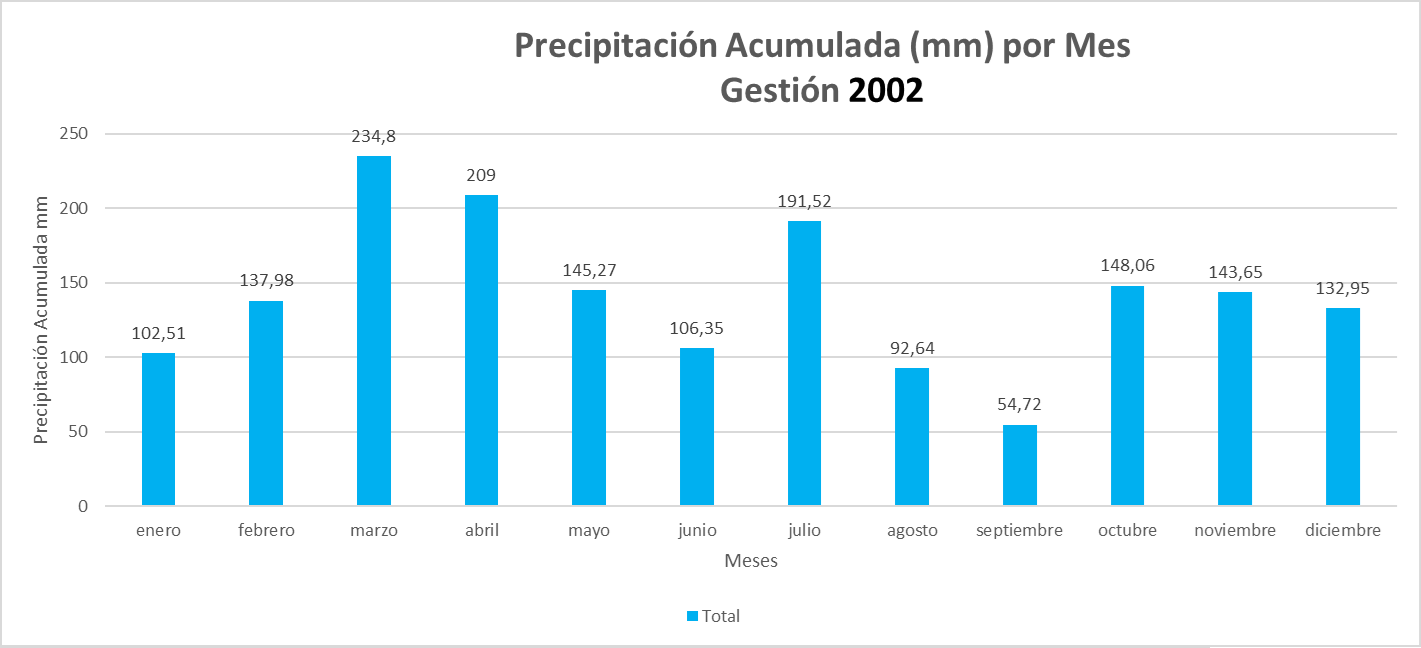 Precipitación Acumulada (mm) por Mes
Gestión 2002
Precipitación Acumulada mm
250
200
150
100
50
0
102,51
137,98
234,8
209
145,27
106,35
191,52
92,64
54,72
148,06
143,65
132,95
enero
febrero
marzo
abril
mayo
junio
julio
agosto
septiembre
octubre
noviembre
diciembre
Meses
Total